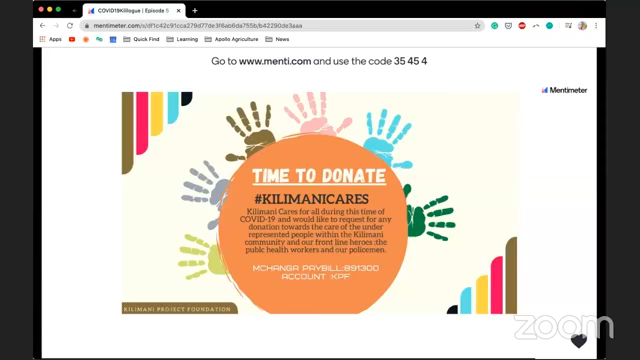 COVID19Killogue | Episode 5
mentimeter.com/s/df1c42c91cca279d77de3f6ab6da755b/b42290de3aaa
Apps
Quick Find
Learning
Apollo Agriculture
News
Go to www.menti.com and use the code 35 45 4
Mentimeter
TIME TO DONATE
#KILIMANICARES
Kilimani Cares for all during this time of
COVID-19 and would like to request for any
donation towards the care of the under
represented people within the Kilimani
community and our front line heroes :the
public health workers and our policemen.
MCHANGA PAYBILL:891300
ACCOUNT :KPF
KILIMANI PROJECT FOUNDATION
zoom